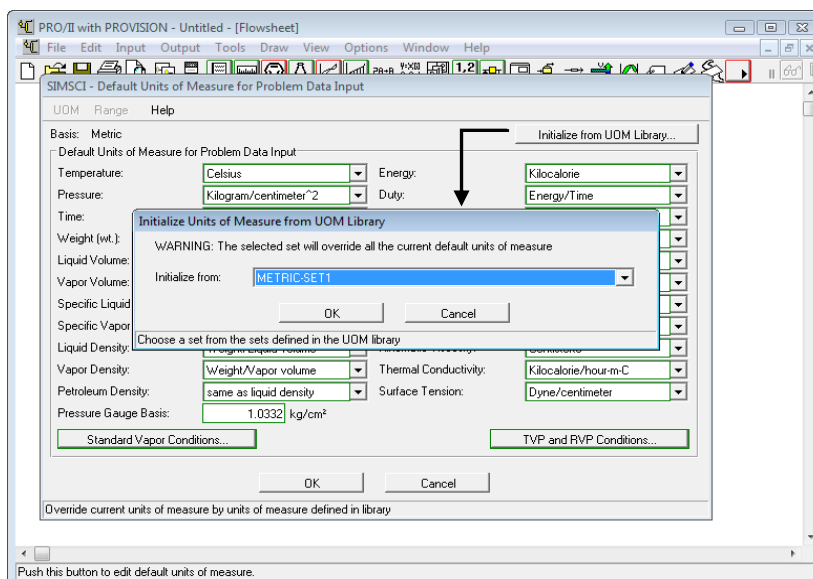 PRO/II with PROVISION - Untitled - [Flowsheet]
File Edit Input Output Tools Draw View Options Window Help
1,2
SIMSCI - Default Units of Measure for Problem Data Input
UOM Range Help
Basis: Metric
Initialize from UOM Library...
Default Units of Measure for Problem Data Input
Temperature: Celsius Energy: Kilocalorie
Pressure: Kilogram/centimeter^2 Duty: Energy/Time
Time:
Initialize Units of Measure from UOM Library
Weight (wt.):
WARNING: The selected set will override all the current default units of measure
Liquid Volume:
Vapor Volume:
Initialize from: METRIC-SET1
Specific Liquid
OK Cancel
Specific Vapor
Choose a set from the sets defined in the UOM library
Liquid Density:
Vapor Density: Weight/Vapor volume Thermal Conductivity: Kilocalorie/hour-m-C
Petroleum Density: same as liquid density Surface Tension: Dyne/centimeter
Pressure Gauge Basis: 1.0332 kg/cm²
Standard Vapor Conditions... TVP and RVP Conditions...
OK Cancel
Override current units of measure by units of measure defined in library
Push this button to edit default units of measure.